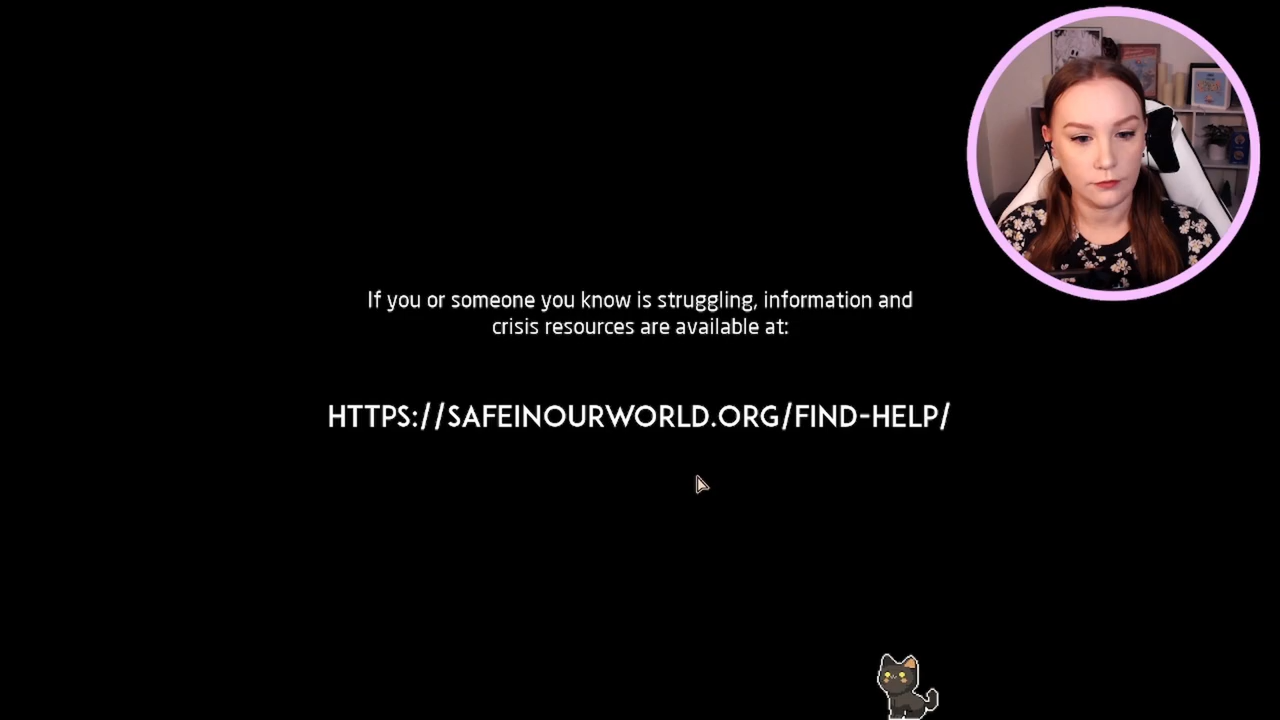 If you or someone you know is struggling, information and
crisis resources are available at:
HTTPS://SAFEINOURWORLD.ORG/FIND-HELP/